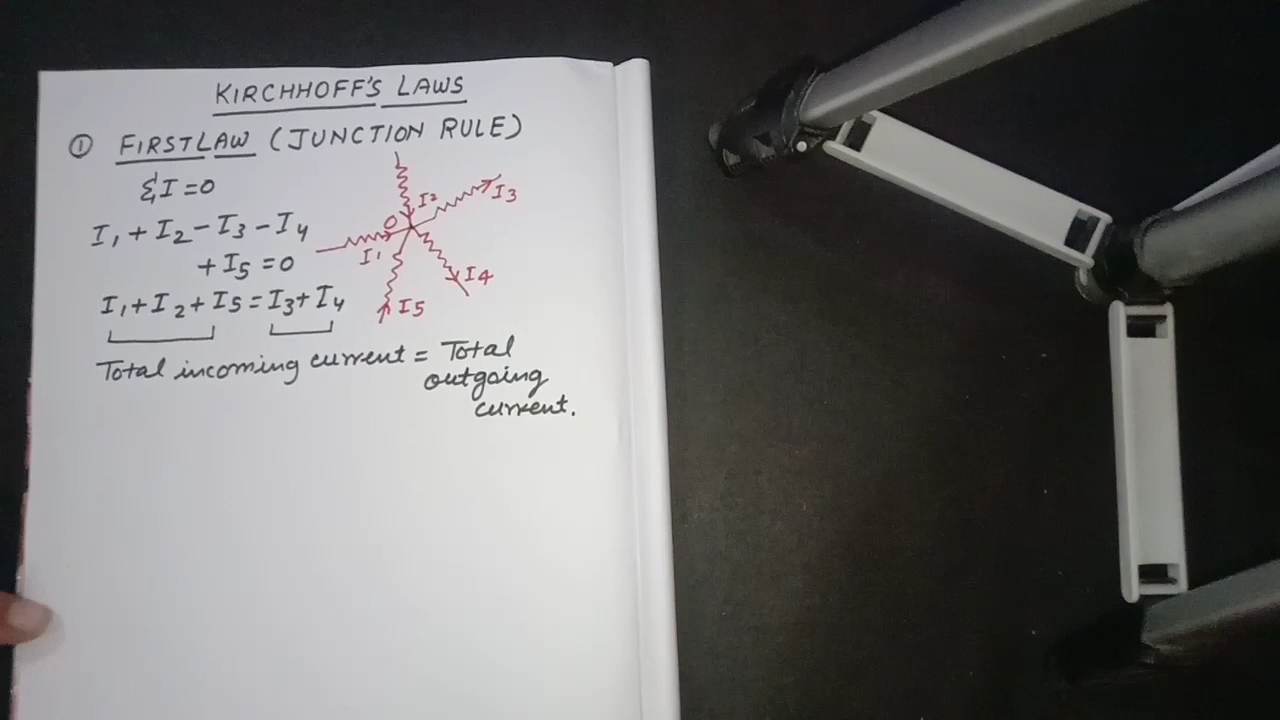 KIRCHHOFF'S LAWS
① FIRST LAW (JUNCTION RULE)
ΣI = 0
I₁ + I₂ - I₃ - I₄
+ I₅ = 0
I₁ + I₂ + I₅ = I₃ + I₄
Total incoming current = Total
outgoing
current.
I2
I3
O
I1
I4
I5